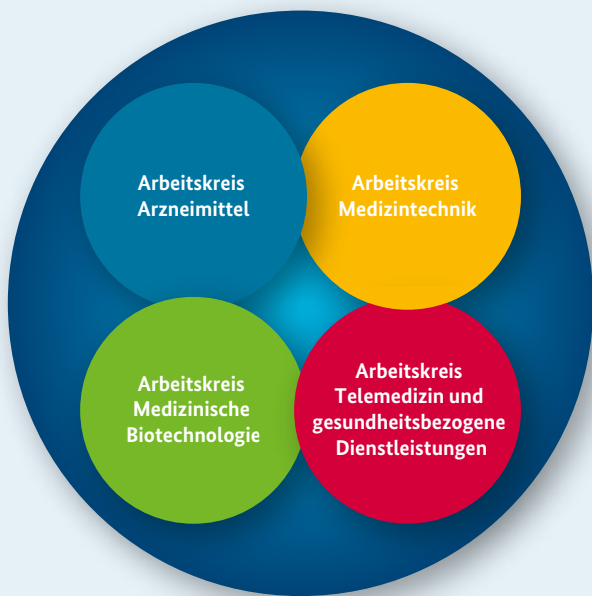 Arbeitskreis
Arzneimittel
Arbeitskreis
Medizintechnik
Arbeitskreis
Medizinische
Biotechnologie
Arbeitskreis
Telemedizin und
gesundheitsbezogene
Dienstleistungen